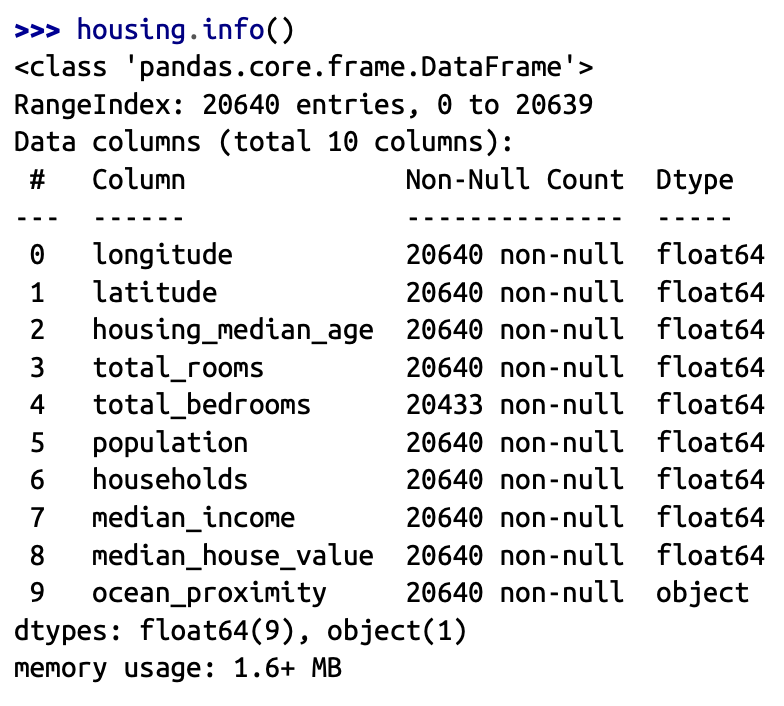 >>> housing.info()
<class 'pandas.core.frame.DataFrame'>
RangeIndex: 20640 entries, 0 to 20639
Data columns (total 10 columns):
 #   Column              Non-Null Count  Dtype
---  ------              --------------  -----
 0   longitude           20640 non-null  float64
 1   latitude            20640 non-null  float64
 2   housing_median_age  20640 non-null  float64
 3   total_rooms         20640 non-null  float64
 4   total_bedrooms      20433 non-null  float64
 5   population          20640 non-null  float64
 6   households          20640 non-null  float64
 7   median_income       20640 non-null  float64
 8   median_house_value  20640 non-null  float64
 9   ocean_proximity     20640 non-null  object
dtypes: float64(9), object(1)
memory usage: 1.6+ MB